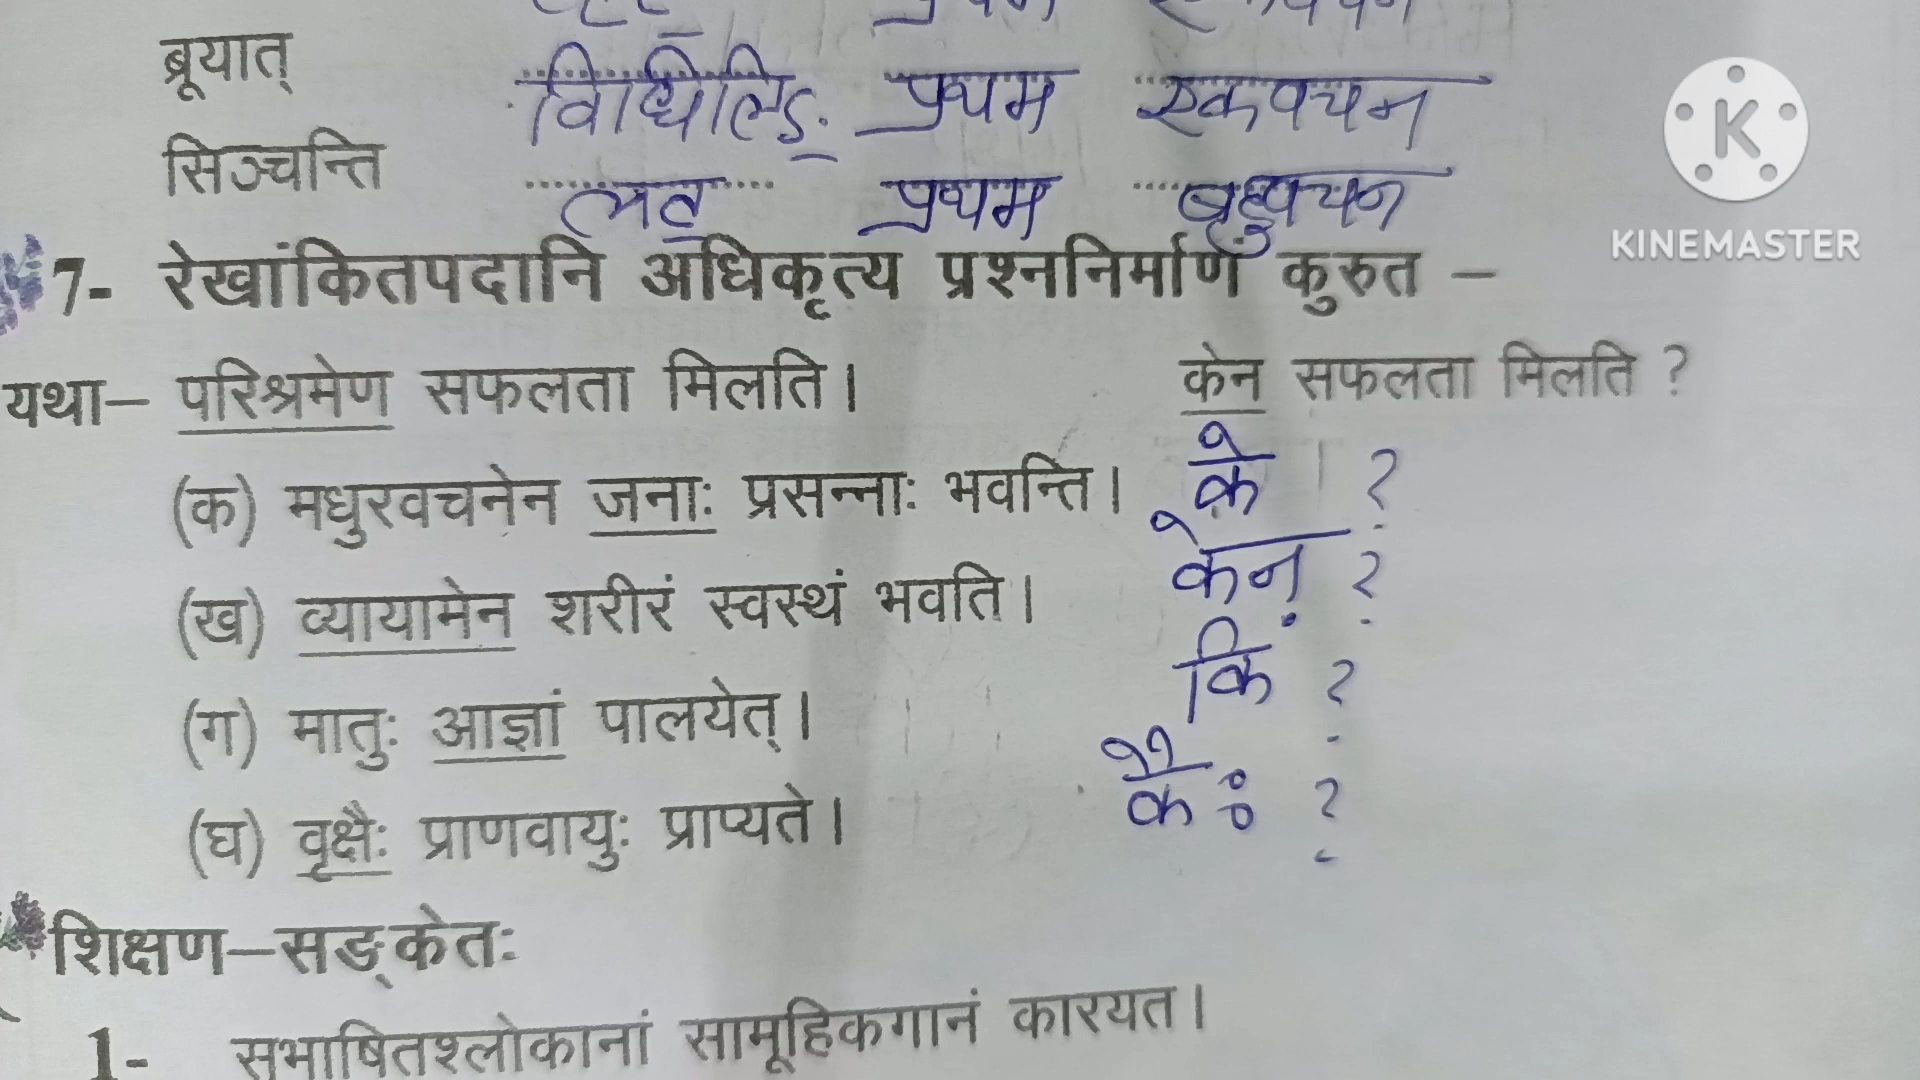 ब्रूयात् विधिलिङ् प्रथम एकवचन
सिञ्चन्ति लट् प्रथम बहुवचन
7- रेखांकितपदानि अधिकृत्य प्रश्ननिर्माणं कुरुत –
यथा– परिश्रमेण सफलता मिलति। केन सफलता मिलति ?
(क) मधुरवचनेन जनाः प्रसन्नाः भवन्ति। के ?
(ख) व्यायामेन शरीरं स्वस्थं भवति। केन ?
(ग) मातुः आज्ञां पालयेत्। कि ?
(घ) वृक्षैः प्राणवायुः प्राप्यते। कैः ?
शिक्षण–सङ्केतः
1- सुभाषितश्लोकानां सामूहिकगानं कारयत।
K
KINEMASTER